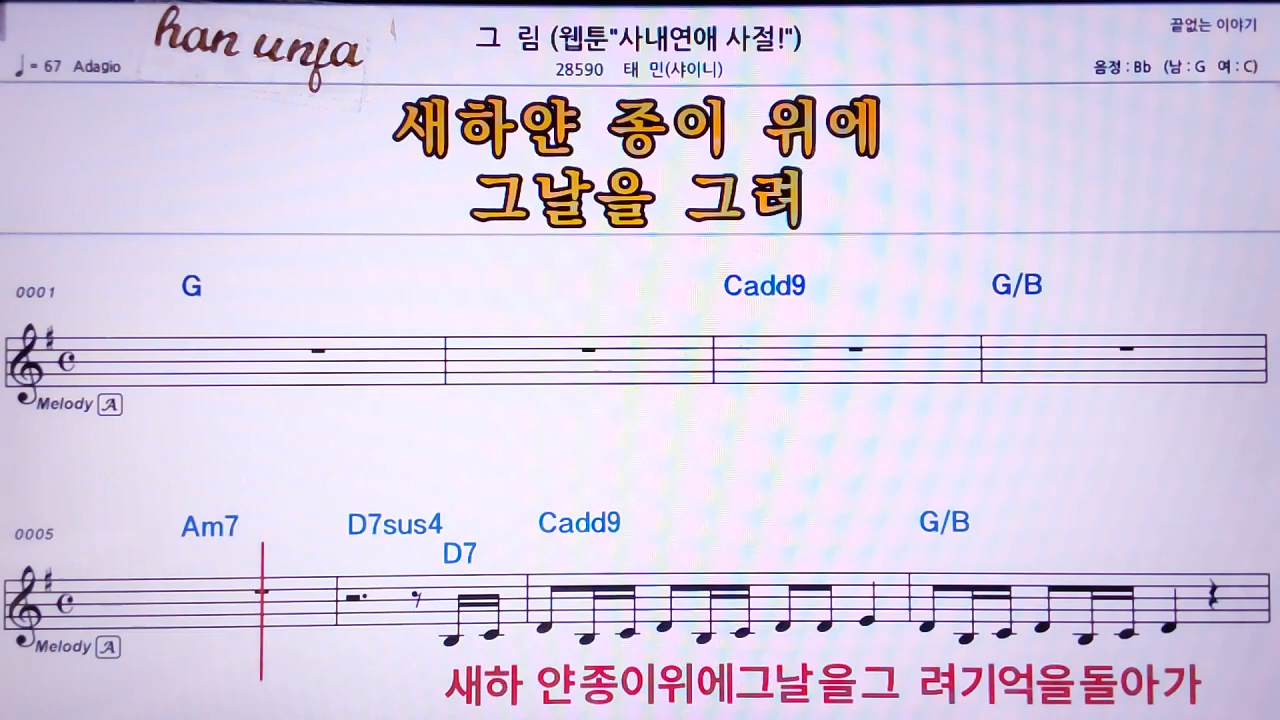 han unfa
그 림 (웹툰"사내연애 사절!")
끝없는 이야기
♩= 67 Adagio
28590 태 민(샤이니)
음정 : Bb (남 : G 여 : C)
새하얀 종이 위에
그날을 그려
0001 G Cadd9 G/B
Melody A
0005 Am7 D7sus4 Cadd9 G/B
D7
Melody A
새하 얀종이위에그날을그 려기억을돌아가